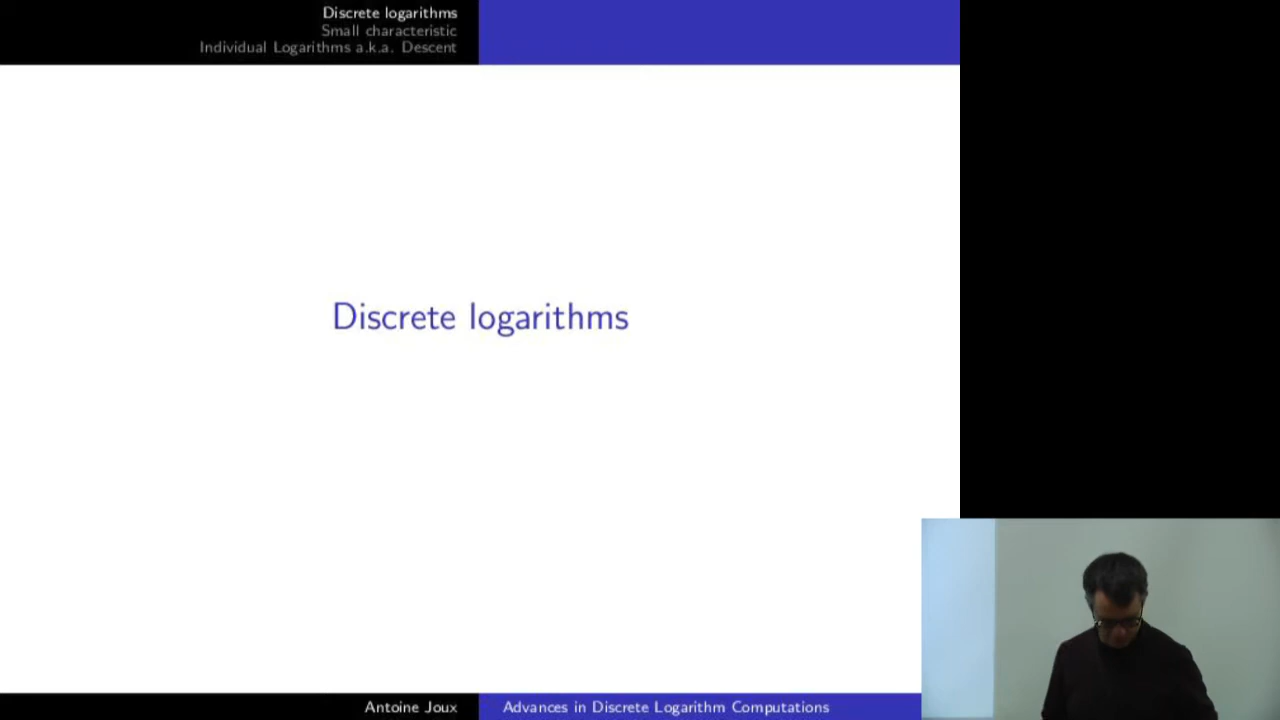 Discrete logarithms
Small characteristic
Individual Logarithms a.k.a. Descent
Discrete logarithms
Antoine Joux
Advances in Discrete Logarithm Computations